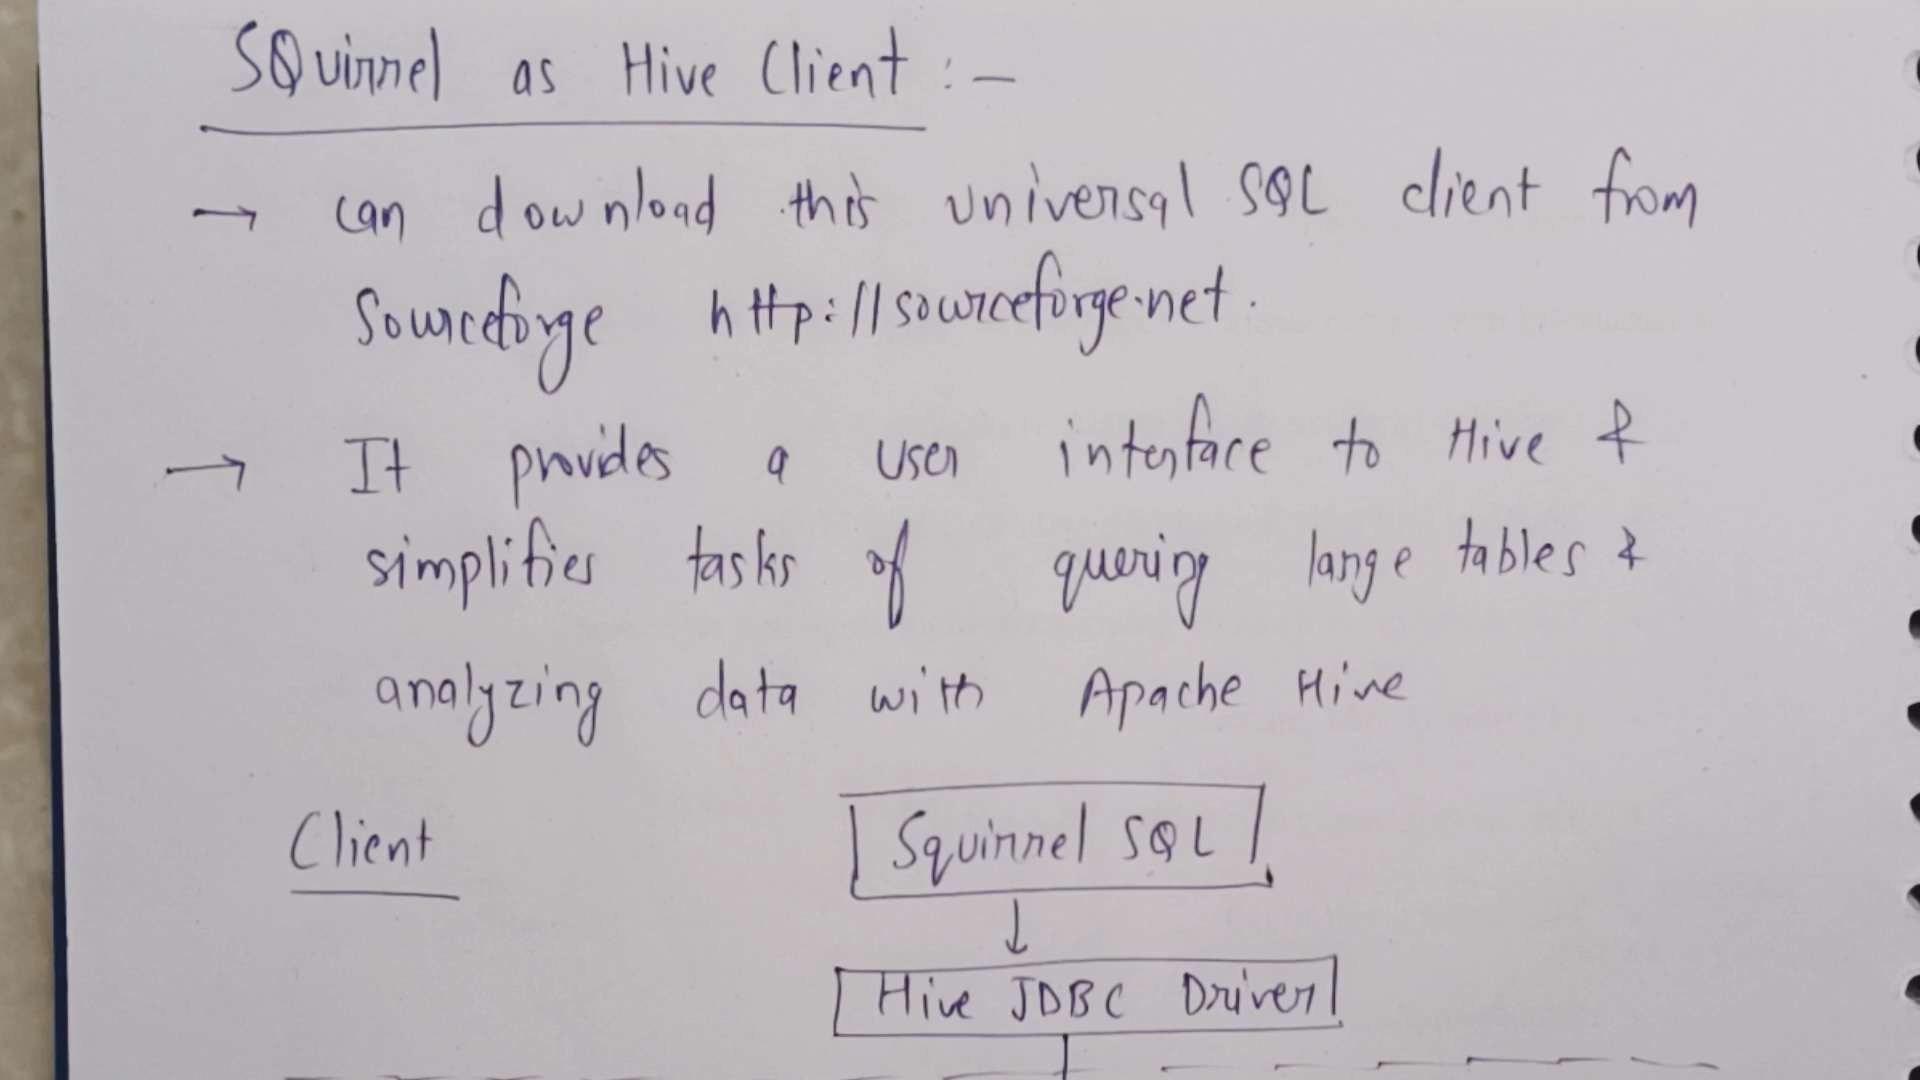 SQuirrel as Hive Client :-
→ can download this universal SQL client from
Sourceforge http://sourceforge.net.
→ It provides a user interface to Hive &
simplifies tasks of quering large tables &
analyzing data with Apache Hive
Client
Squirrel SQL
↓
Hive JDBC Driver